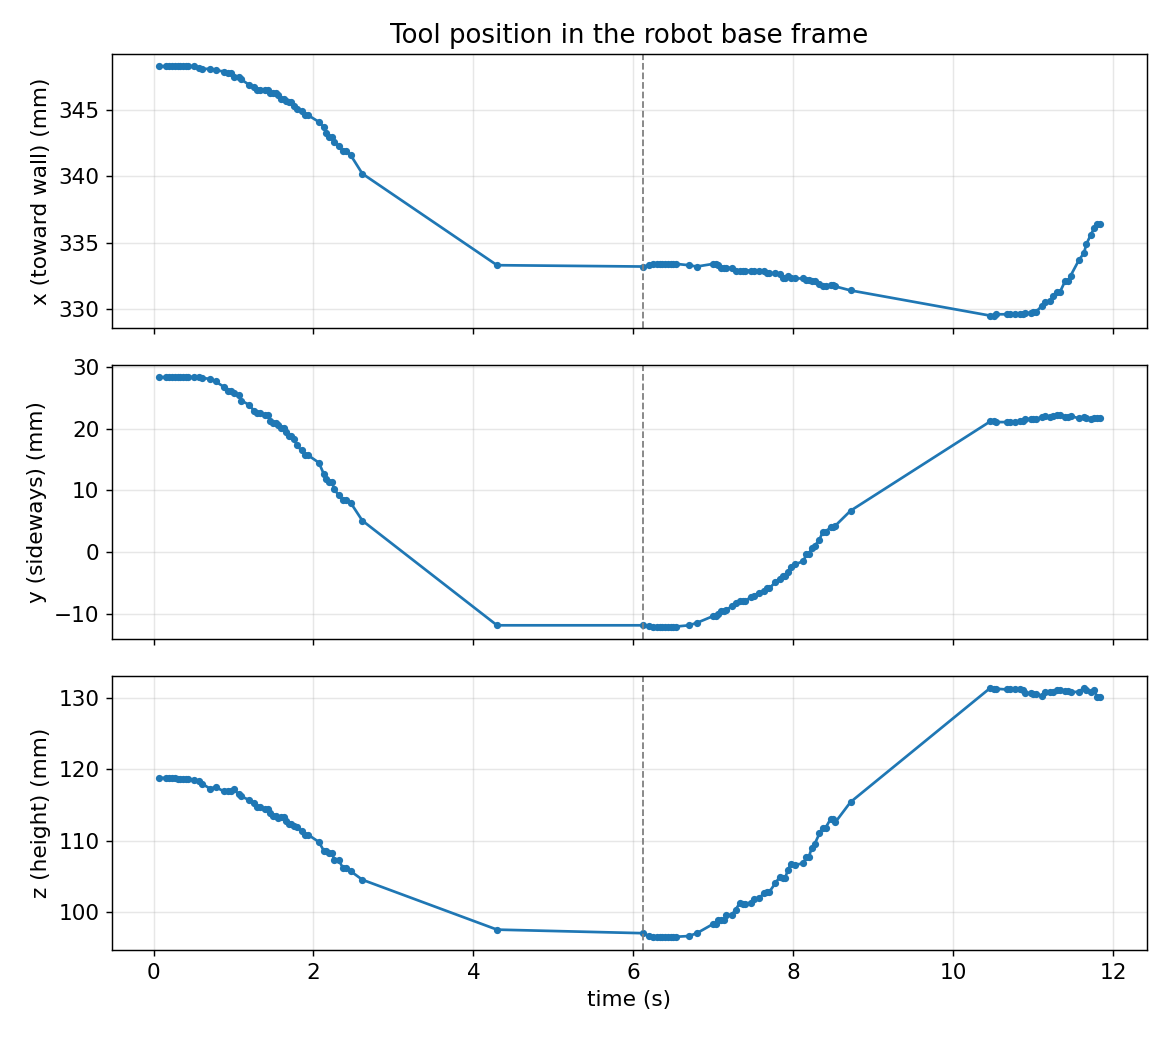 Tool position in the robot base frame
x (toward wall) (mm)
345
340
335
330
y (sideways) (mm)
30
20
10
0
−10
z (height) (mm)
130
120
110
100
0 2 4 6 8 10 12
time (s)